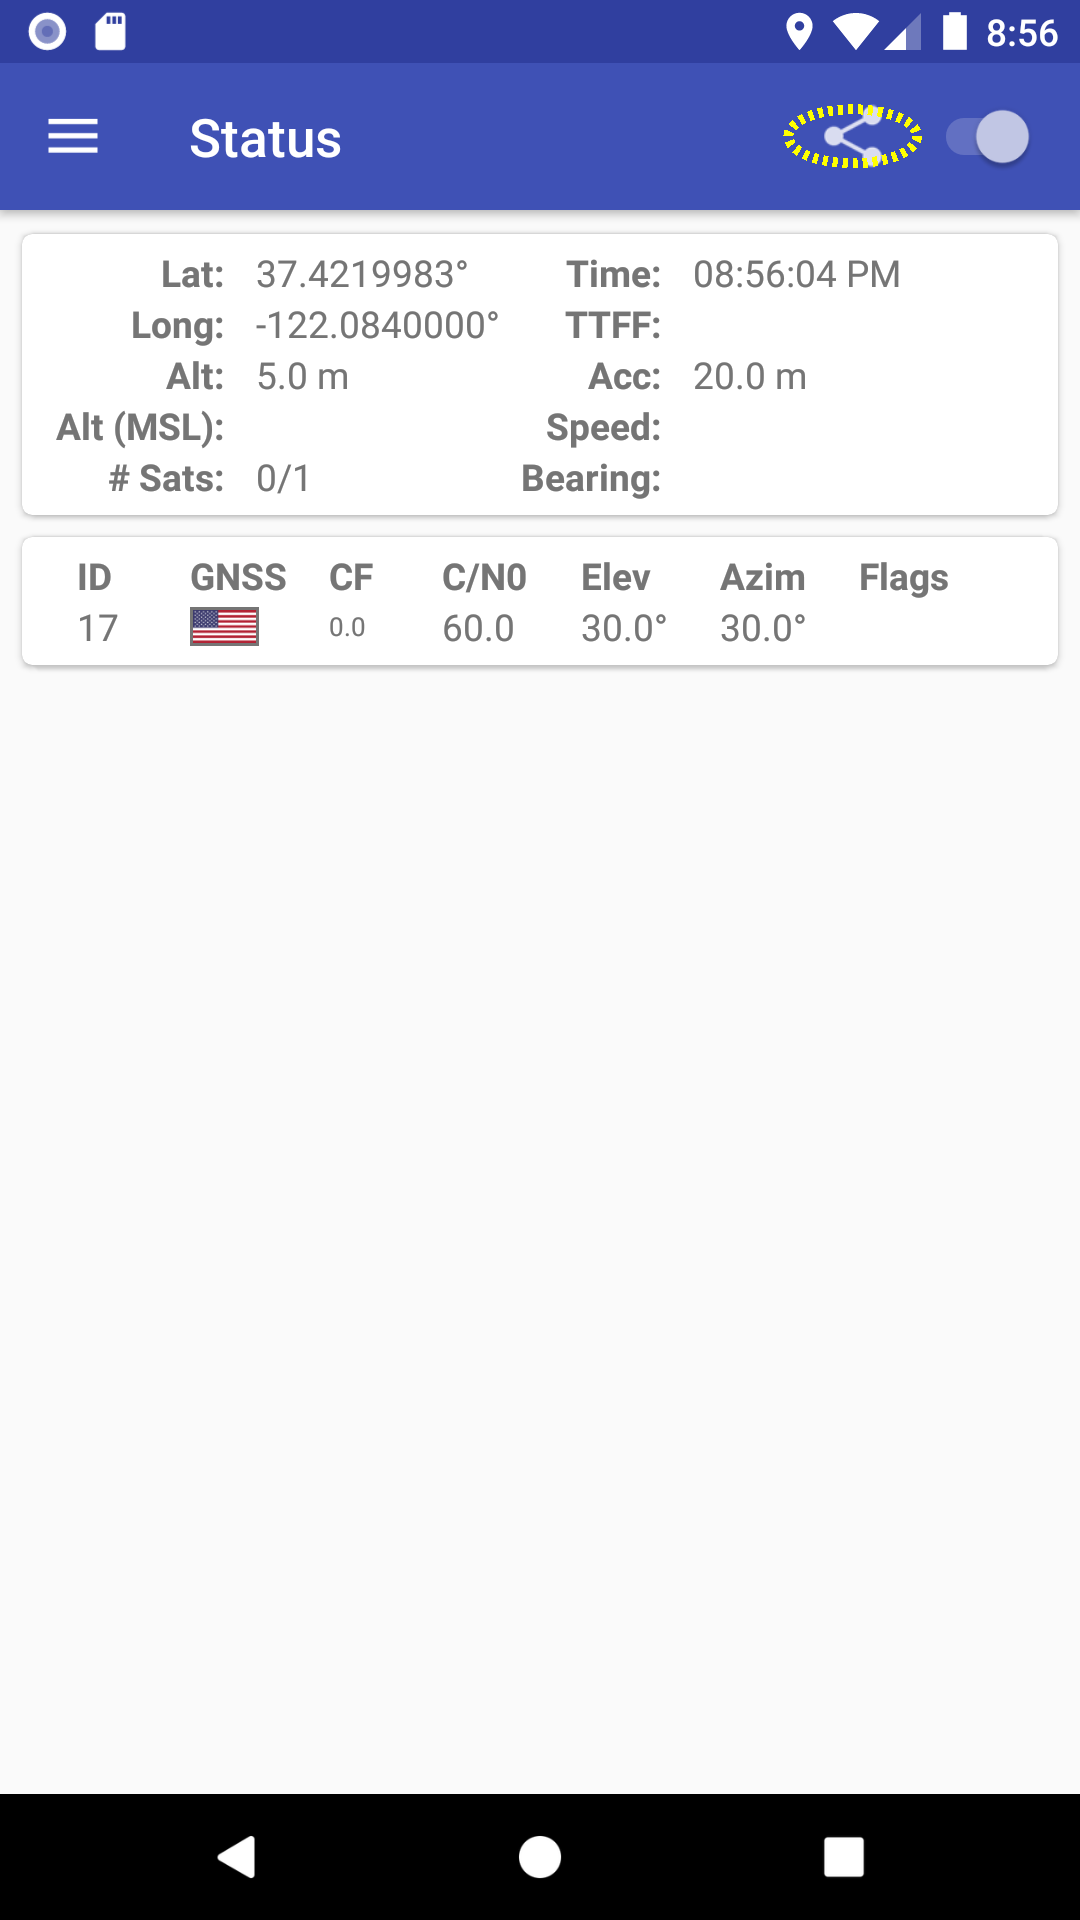 8:56
Status
Lat: 37.4219983° Time: 08:56:04 PM
Long: -122.0840000° TTFF:
Alt: 5.0 m Acc: 20.0 m
Alt (MSL): Speed:
# Sats: 0/1 Bearing:
ID GNSS CF C/N0 Elev Azim Flags
17 0.0 60.0 30.0° 30.0°